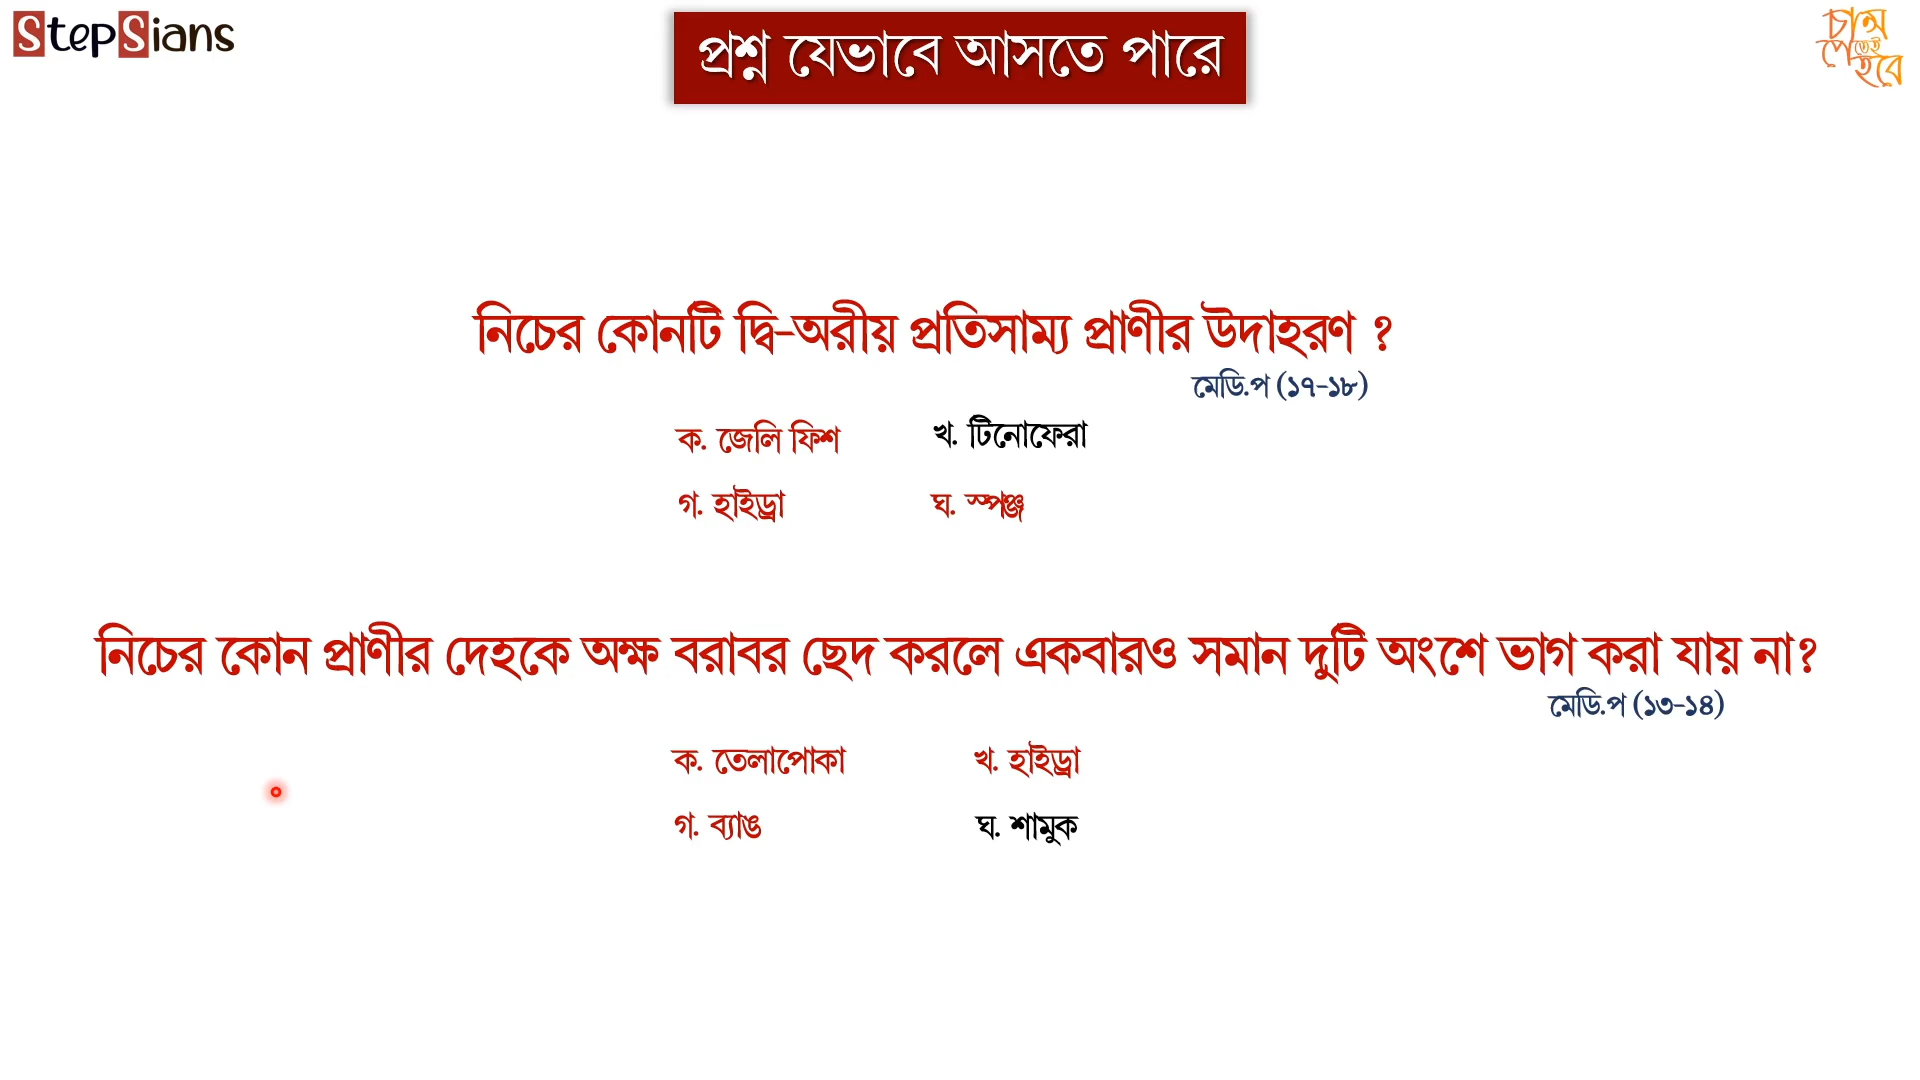 StepSians
প্রশ্ন যেভাবে আসতে পারে
চান্স
পেতেই
হবে
নিচের কোনটি দ্বি-অরীয় প্রতিসাম্য প্রাণীর উদাহরণ ?
মেডি.প (১৭-১৮)
ক. জেলি ফিশ খ. টিনোফেরা
গ. হাইড্রা ঘ. স্পঞ্জ
নিচের কোন প্রাণীর দেহকে অক্ষ বরাবর ছেদ করলে একবারও সমান দুটি অংশে ভাগ করা যায় না?
মেডি.প (১৩-১৪)
ক. তেলাপোকা খ. হাইড্রা
গ. ব্যাঙ ঘ. শামুক